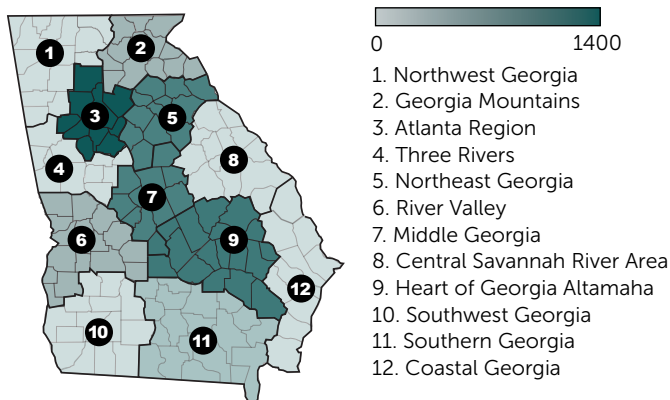 0 1400
1
2
3
4
5
6
7
8
9
10
11
12
1. Northwest Georgia
2. Georgia Mountains
3. Atlanta Region
4. Three Rivers
5. Northeast Georgia
6. River Valley
7. Middle Georgia
8. Central Savannah River Area
9. Heart of Georgia Altamaha
10. Southwest Georgia
11. Southern Georgia
12. Coastal Georgia